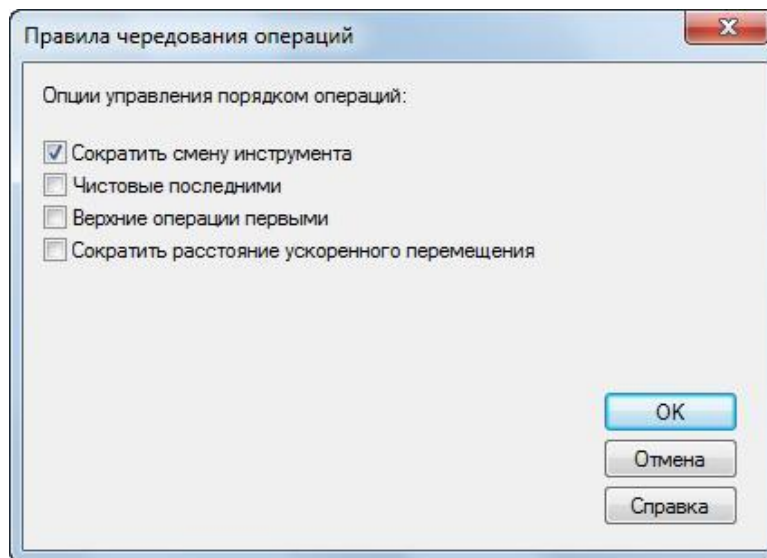 Правила чередования операций
Опции управления порядком операций:
Сократить смену инструмента
Чистовые последними
Верхние операции первыми
Сократить расстояние ускоренного перемещения
OK
Отмена
Справка